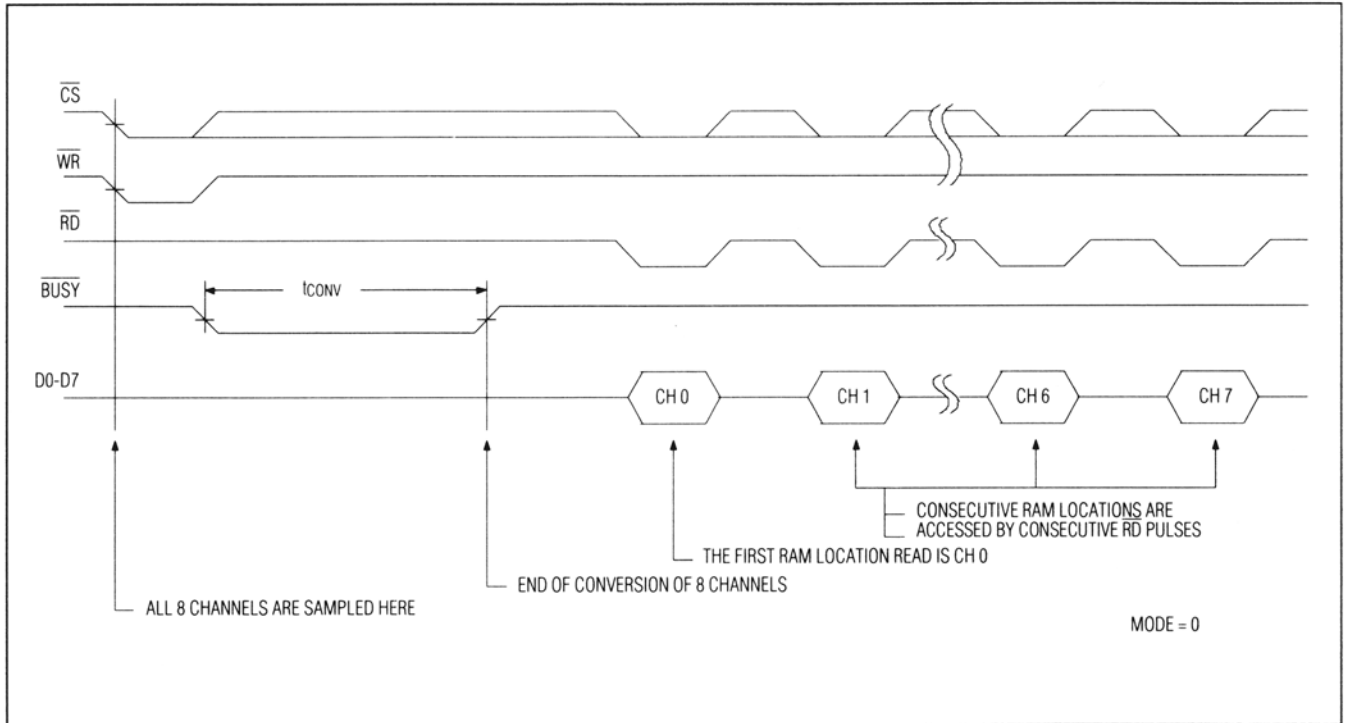 CS
WR
RD
BUSY
tCONV
D0-D7
CH 0
CH 1
CH 6
CH 7
CONSECUTIVE RAM LOCATIONS ARE
ACCESSED BY CONSECUTIVE RD PULSES
THE FIRST RAM LOCATION READ IS CH 0
END OF CONVERSION OF 8 CHANNELS
ALL 8 CHANNELS ARE SAMPLED HERE
MODE = 0